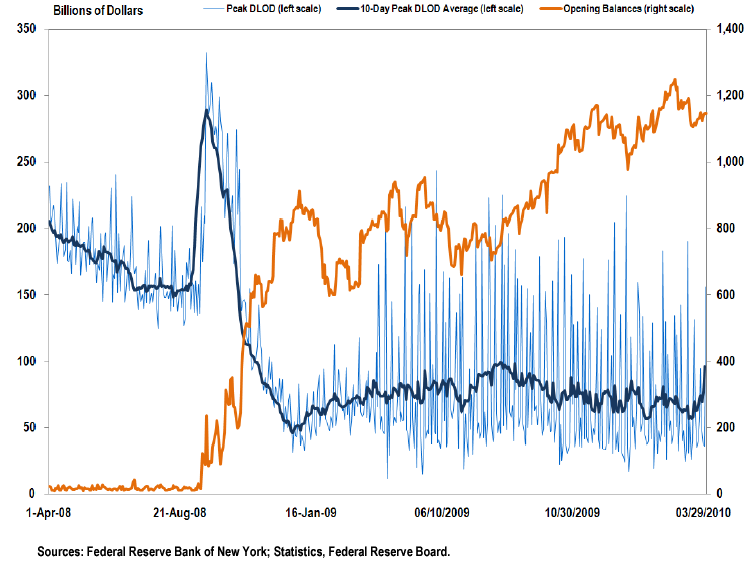 Billions of Dollars
Peak DLOD (left scale) 10-Day Peak DLOD Average (left scale) Opening Balances (right scale)
350 1,400
300 1,200
250 1,000
200 800
150 600
100 400
50 200
0 0
1-Apr-08 21-Aug-08 16-Jan-09 06/10/2009 10/30/2009 03/29/2010
Sources: Federal Reserve Bank of New York; Statistics, Federal Reserve Board.